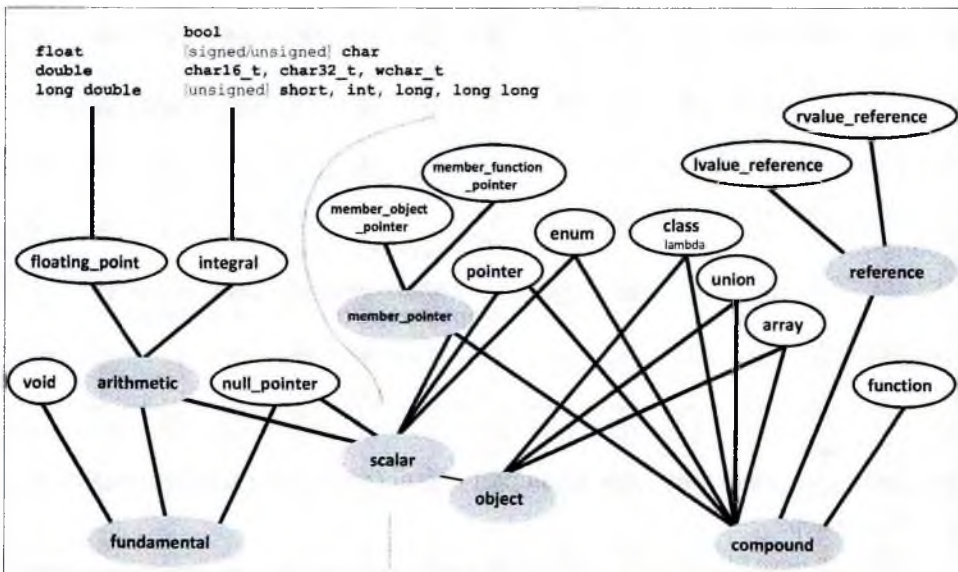 bool
float [signed/unsigned] char
double char16_t, char32_t, wchar_t
long double [unsigned] short, int, long, long long
rvalue_reference
lvalue_reference
member_function
_pointer
member_object
_pointer
enum
class
lambda
floating_point
integral
pointer
union
reference
member_pointer
array
void
arithmetic
null_pointer
function
scalar
object
fundamental
compound